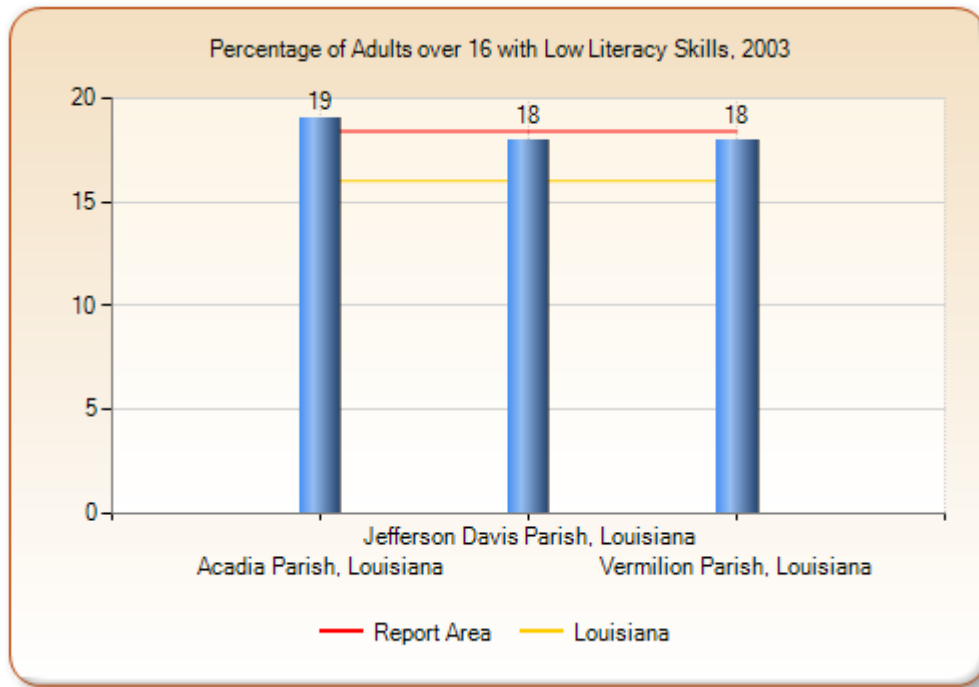 Percentage of Adults over 16 with Low Literacy Skills, 2003
20
15
10
5
0
19
18
18
Jefferson Davis Parish, Louisiana
Acadia Parish, Louisiana
Vermilion Parish, Louisiana
Report Area
Louisiana